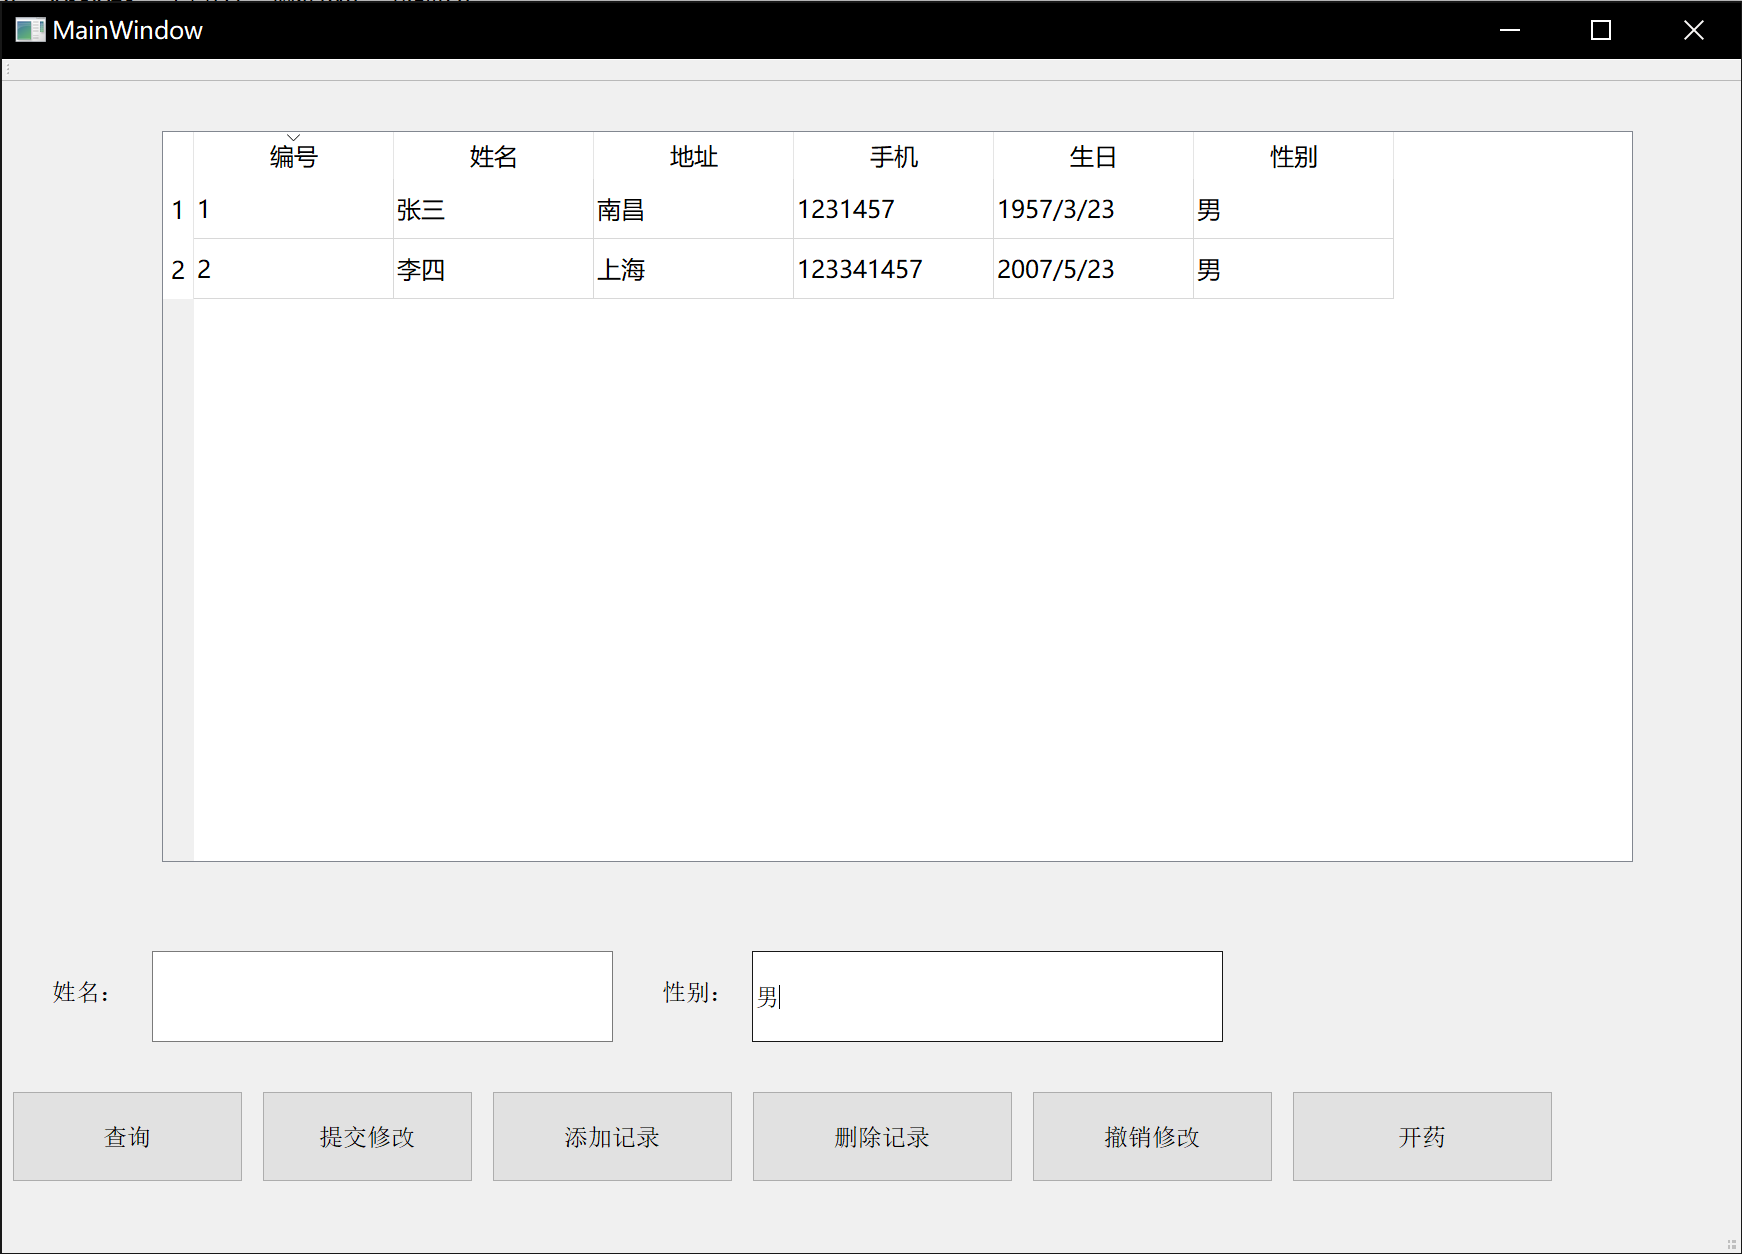 MainWindow
编号 姓名 地址 手机 生日 性别
1 1 张三 南昌 1231457 1957/3/23 男
2 2 李四 上海 123341457 2007/5/23 男
姓名： 性别： 男
查询 提交修改 添加记录 删除记录 撤销修改 开药